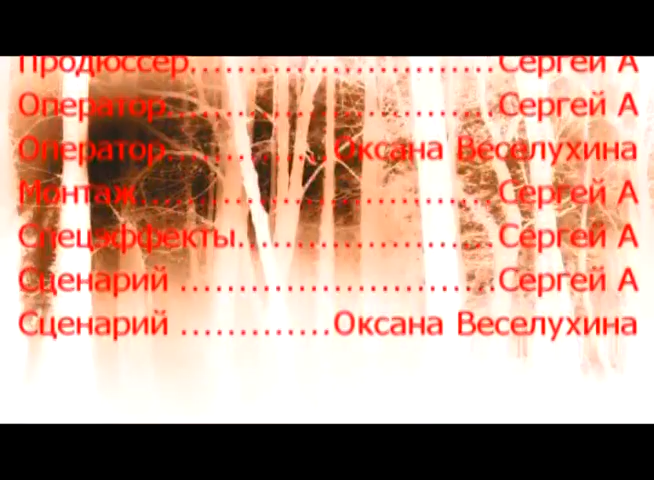 Продюссер...............................Сергей А
Оператор..................................Сергей А
Оператор.................Оксана Веселухина
Монтаж....................................Сергей А
Спецэффекты..........................Сергей А
Сценарий ................................Сергей А
Сценарий ...............Оксана Веселухина